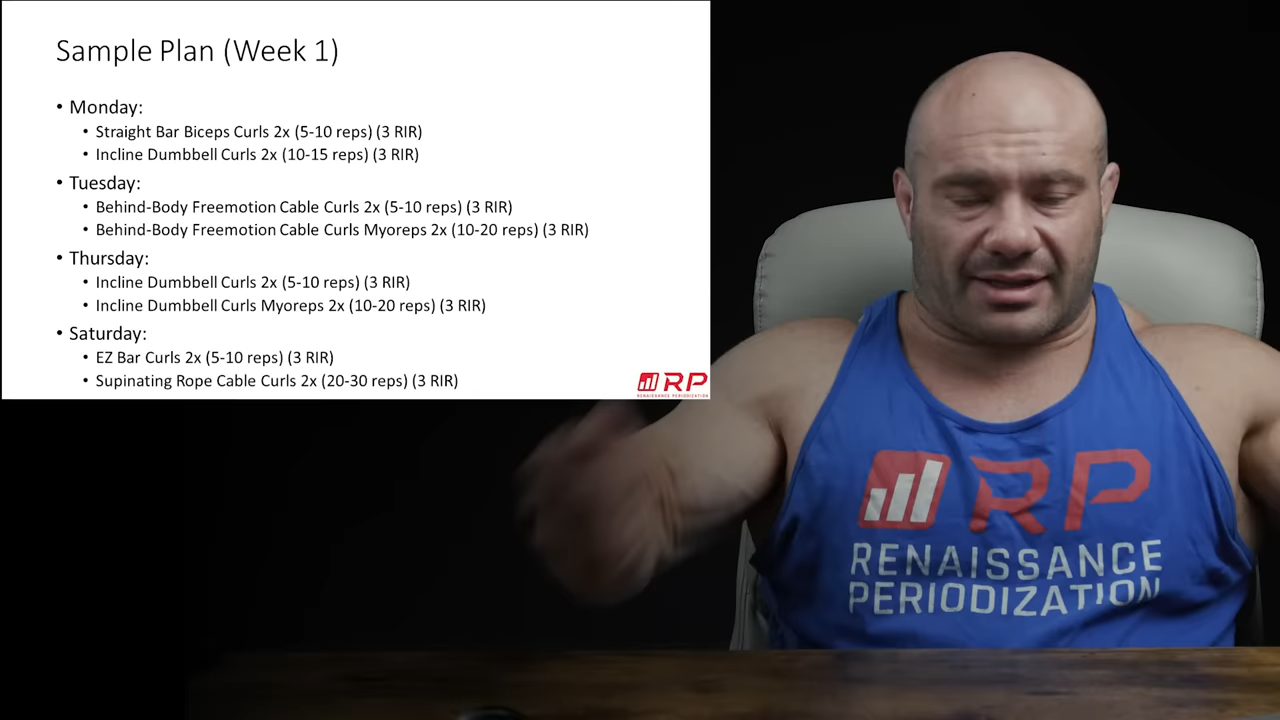 Sample Plan (Week 1)
• Monday:
• Straight Bar Biceps Curls 2x (5-10 reps) (3 RIR)
• Incline Dumbbell Curls 2x (10-15 reps) (3 RIR)
• Tuesday:
• Behind-Body Freemotion Cable Curls 2x (5-10 reps) (3 RIR)
• Behind-Body Freemotion Cable Curls Myoreps 2x (10-20 reps) (3 RIR)
• Thursday:
• Incline Dumbbell Curls 2x (5-10 reps) (3 RIR)
• Incline Dumbbell Curls Myoreps 2x (10-20 reps) (3 RIR)
• Saturday:
• EZ Bar Curls 2x (5-10 reps) (3 RIR)
• Supinating Rope Cable Curls 2x (20-30 reps) (3 RIR)
RP
RENAISSANCE PERIODIZATION
RP
RENAISSANCE
PERIODIZATION